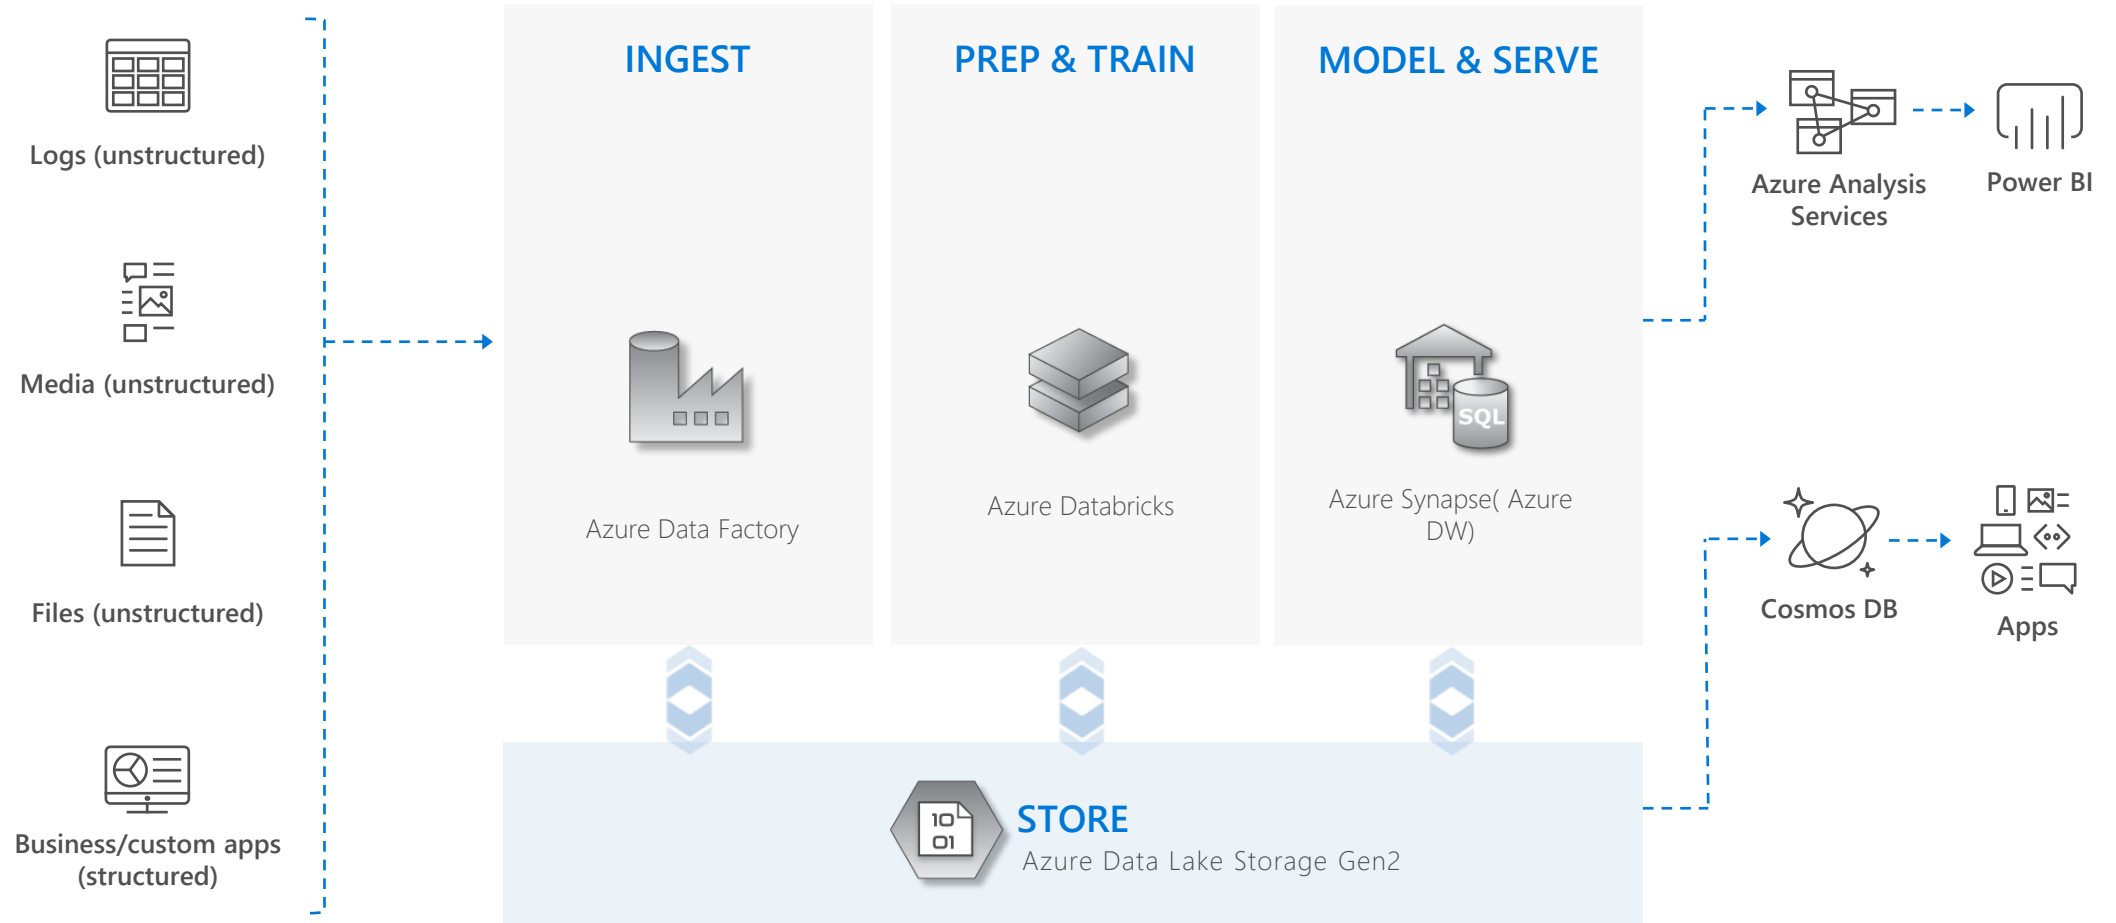 Logs (unstructured)
Media (unstructured)
Files (unstructured)
Business/custom apps
(structured)
INGEST
Azure Data Factory
PREP & TRAIN
Azure Databricks
MODEL & SERVE
SQL
Azure Synapse( Azure
DW)
10
01
STORE
Azure Data Lake Storage Gen2
Azure Analysis
Services
Power BI
Cosmos DB
Apps